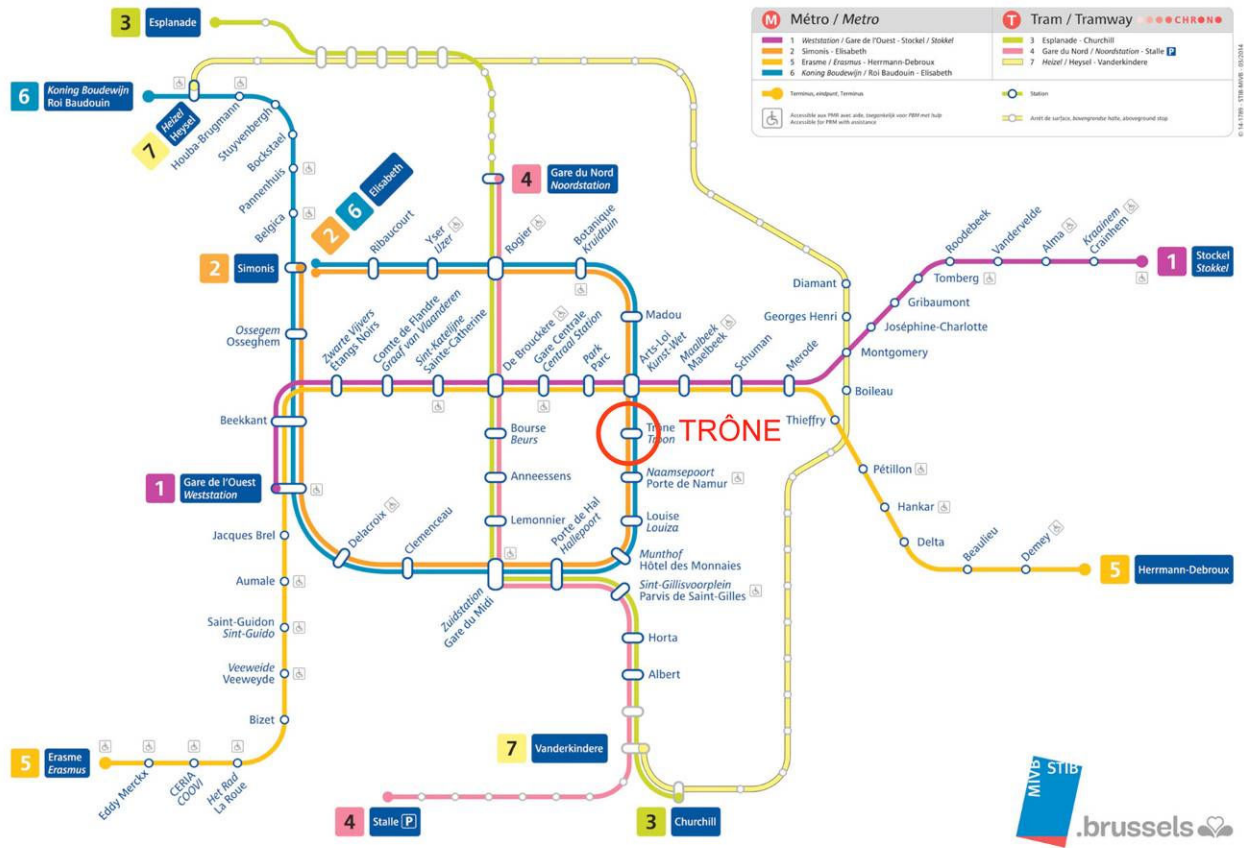 3 Esplanade
M Métro / Metro
1 Weststation / Gare de l'Ouest - Stockel / Stokkel
2 Simonis - Elisabeth
5 Erasme / Erasmus - Herrmann-Debroux
6 Koning Boudewijn / Roi Baudouin - Elisabeth
Terminus, eindpunt, Terminus
Accessible aux PMR avec aide, toegankelijk voor PBM met hulp
Accessible for PRM with assistance
T Tram / Tramway CHRONO
3 Esplanade - Churchill
4 Gare du Nord / Noordstation - Stalle P
7 Heizel / Heysel - Vanderkindere
Station
Arrêt de surface, bovengrondse halte, aboveground stop
6 Koning Boudewijn
Roi Baudouin
7 Heizel
Heysel
Houba-Brugmann
Stuyvenbergh
Bockstael
Pannenhuis
Belgica
4 Gare du Nord
Noordstation
2 6 Elisabeth
Ribaucourt
Yser
IJzer
Rogier
Botanique
Kruidtuin
2 Simonis
Ossegem
Osseghem
Madou
Zwarte Vijvers
Étangs Noirs
Comte de Flandre
Graaf van Vlaanderen
Sint-Katelijne
Sainte-Catherine
De Brouckère
Gare Centrale
Centraal Station
Park
Parc
Arts-Loi
Kunst-Wet
Maalbeek
Maelbeek
Schuman
Merode
Diamant
Georges Henri
Montgomery
Boileau
Joséphine-Charlotte
Gribaumont
Tomberg
Roodebeek
Vandervelde
Alma
Kraainem
Crainhem
1 Stockel
Stokkel
Beekkant
1 Gare de l'Ouest
Weststation
Bourse
Beurs
Anneessens
Lemonnier
Trône
Troon
TRÔNE
Naamsepoort
Porte de Namur
Louise
Louiza
Munthof
Hôtel des Monnaies
Thieffry
Pétillon
Hankar
Delta
Beaulieu
Demey
5 Herrmann-Debroux
Delacroix
Clemenceau
Zuidstation
Gare du Midi
Porte de Hal
Hallepoort
Sint-Gillisvoorplein
Parvis de Saint-Gilles
Horta
Albert
Jacques Brel
Aumale
Saint-Guidon
Sint-Guido
Veeweide
Veeweyde
Bizet
5 Erasme
Erasmus
Eddy Merckx
CERIA
COOVI
Het Rad
La Roue
7 Vanderkindere
4 Stalle P
3 Churchill
MIVB STIB
.brussels